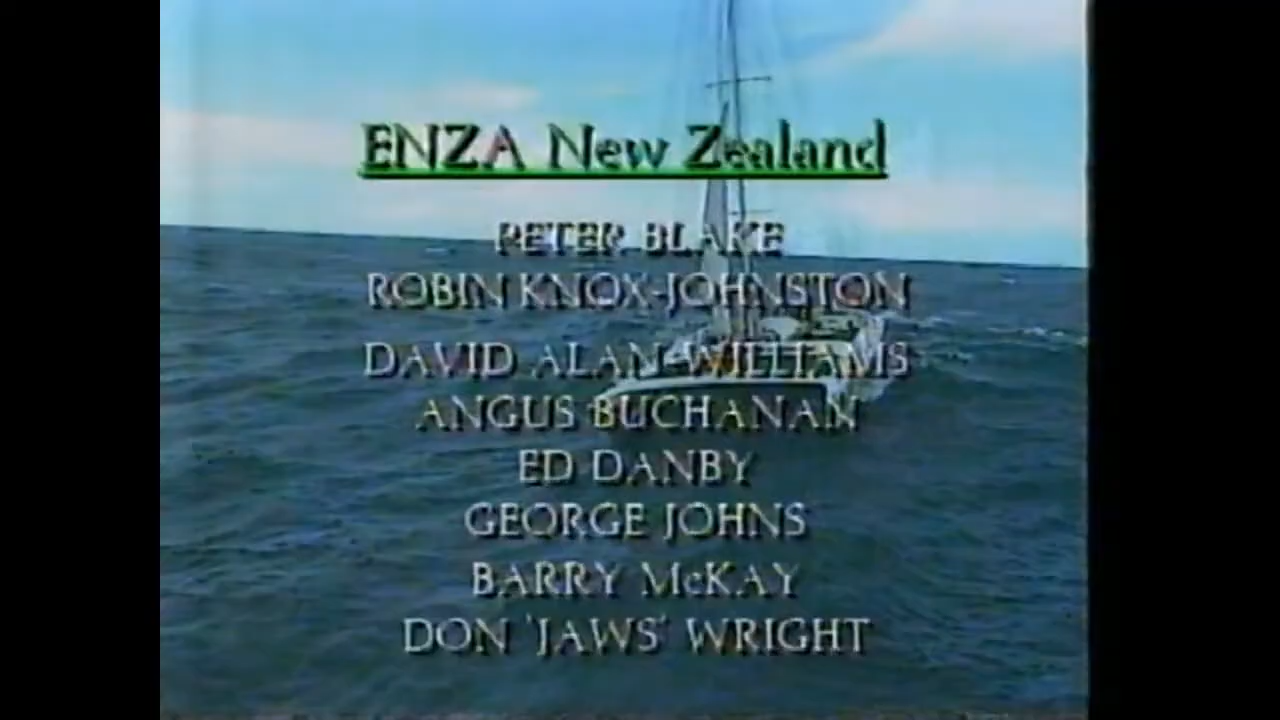 ENZA New Zealand
PETER BLAKE
ROBIN KNOX-JOHNSTON
DAVID ALAN-WILLIAMS
ANGUS BUCHANAN
ED DANBY
GEORGE JOHNS
BARRY McKAY
DON 'JAWS' WRIGHT